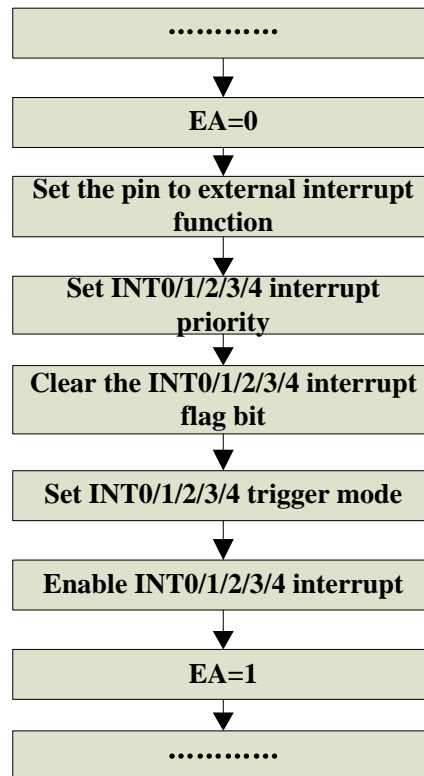 ............
EA=0
Set the pin to external interrupt
function
Set INT0/1/2/3/4 interrupt
priority
Clear the INT0/1/2/3/4 interrupt
flag bit
Set INT0/1/2/3/4 trigger mode
Enable INT0/1/2/3/4 interrupt
EA=1
............